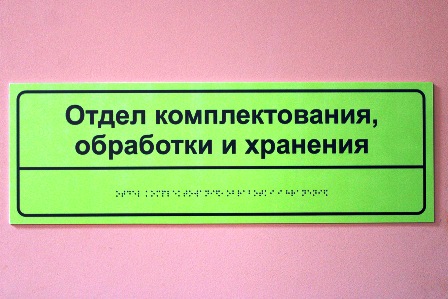 Отдел комплектования,
обработки и хранения